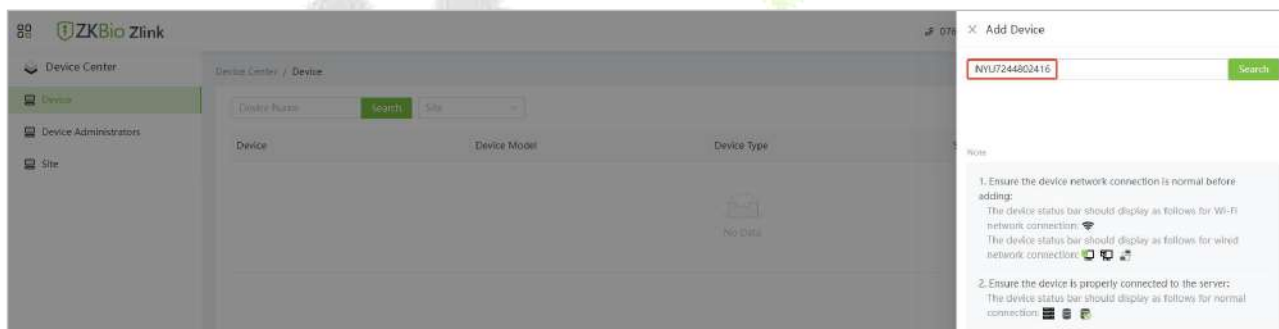 ZKBio Zlink
076
Device Center
Device
Device Administrators
Site
Device Center / Device
Device Name
Search
Site
Device
Device Model
Device Type
No Data
Add Device
NYU7244802416
Search
Note
1. Ensure the device network connection is normal before
adding:
The device status bar should display as follows for Wi-Fi
network connection:
The device status bar should display as follows for wired
network connection:
2. Ensure the device is properly connected to the server:
The device status bar should display as follows for normal
connection: